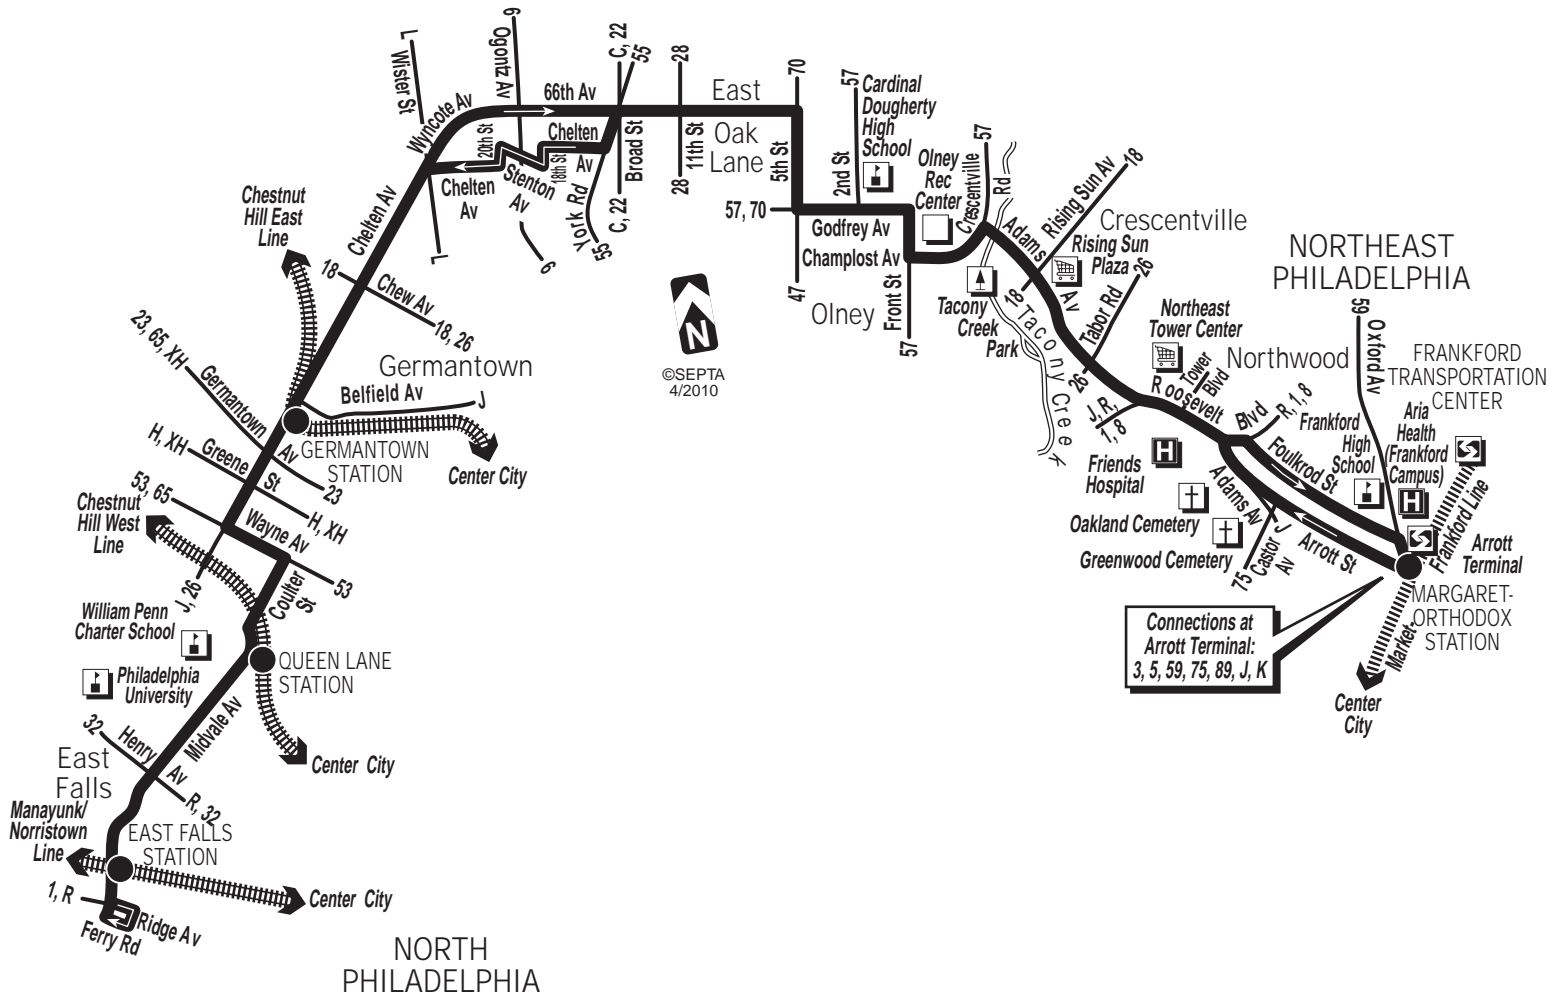 6
Ogontz Av
L
Wister St
C, 22
55
28
70
57
66th Av
East
Oak
Lane
Cardinal
Dougherty
High
School
Wyncote Av
20th St
Chelten
Av
18th St
Stenton
Av
Chelten
Av
York Rd
55
C, 22
Broad St
11th St
28
5th St
2nd St
Olney
Rec
Center
57
Crescentville
Rd
Adams
Av
Rising Sun Av
18
Crescentville
Chestnut
Hill East
Line
Chelten Av
L
6
57, 70
Godfrey Av
Champlost Av
47
Olney
Front St
57
Tacony
Creek
Park
18
Rising Sun
Plaza
26
Tabor Rd
NORTHEAST
PHILADELPHIA
18
Chew Av
18, 26
N
©SEPTA
4/2010
Tacony Creek
26
Northeast
Tower Center
Tower
Blvd
Northwood
59
Oxford Av
FRANKFORD
TRANSPORTATION
CENTER
23, 65, XH
Germantown
Av
23
Germantown
Belfield Av
J
GERMANTOWN
STATION
Center City
Roosevelt
Blvd
J, R,
1, 8
R, 1, 8
Frankford
High
School
Aria
Health
(Frankford
Campus)
H, XH
Greene
St
H, XH
Friends
Hospital
H
Foulkrod St
H
Frankford Line
53, 65
Chestnut
Hill West
Line
Wayne Av
53
Oakland Cemetery
Greenwood Cemetery
Adams Av
J
75
Castor
Av
Arrott St
Arrott
Terminal
J, 26
Coulter
St
MARGARET-
ORTHODOX
STATION
Market-
William Penn
Charter School
QUEEN LANE
STATION
Philadelphia
University
Connections at
Arrott Terminal:
3, 5, 59, 75, 89, J, K
Center
City
32
Henry
Av
Midvale Av
R, 32
Center City
East
Falls
Manayunk/
Norristown
Line
EAST FALLS
STATION
Center City
1, R
Ridge Av
Ferry Rd
NORTH
PHILADELPHIA